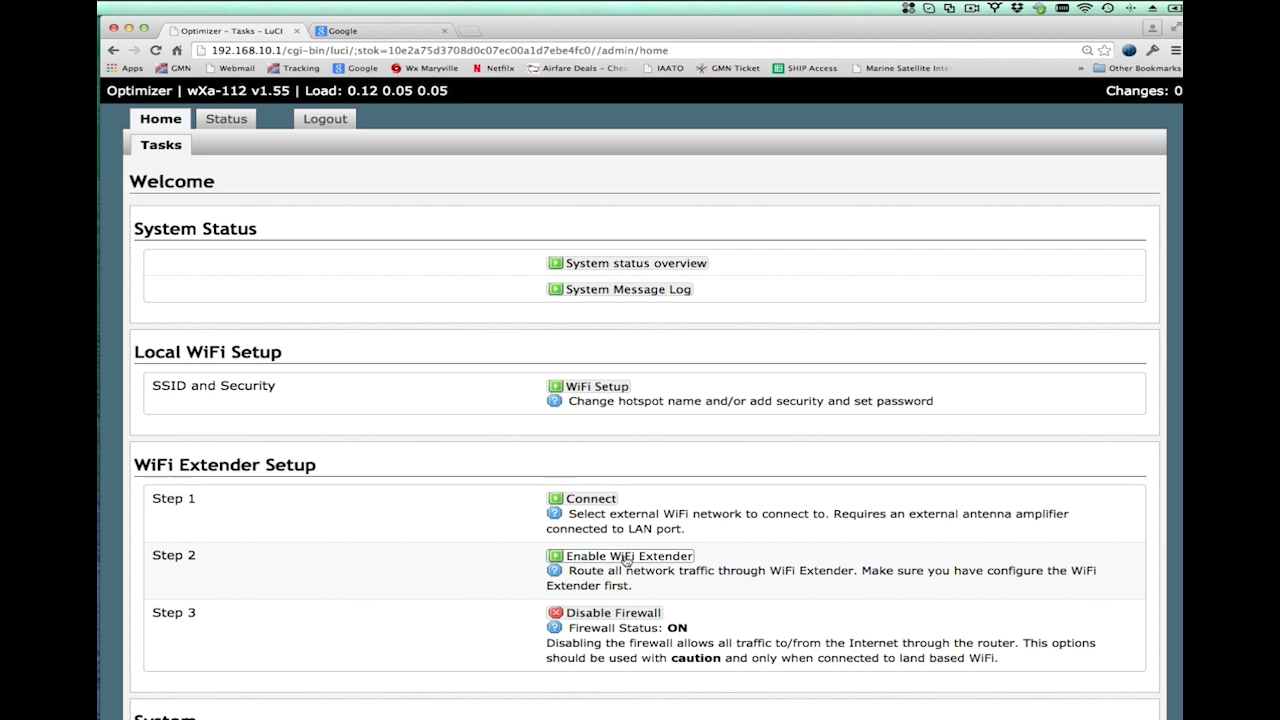 Optimizer - Tasks - LuCI
Google
192.168.10.1/cgi-bin/luci/;stok=10e2a75d3708d0c07ec00a1d7ebe4fc0//admin/home
Apps GMN Webmail Tracking Google Wx Maryville Netflix Airfare Deals – Chea IAATO GMN Ticket SHIP Access Marine Satellite Inte » Other Bookmarks
Optimizer | wXa-112 v1.55 | Load: 0.12 0.05 0.05 Changes: 0
Home Status Logout
Tasks
Welcome
System Status
System status overview
System Message Log
Local WiFi Setup
SSID and Security
WiFi Setup
Change hotspot name and/or add security and set password
WiFi Extender Setup
Step 1
Connect
Select external WiFi network to connect to. Requires an external antenna amplifier
connected to LAN port.
Step 2
Enable WiFi Extender
Route all network traffic through WiFi Extender. Make sure you have configure the WiFi
Extender first.
Step 3
Disable Firewall
Firewall Status: ON
Disabling the firewall allows all traffic to/from the Internet through the router. This options
should be used with caution and only when connected to land based WiFi.
System